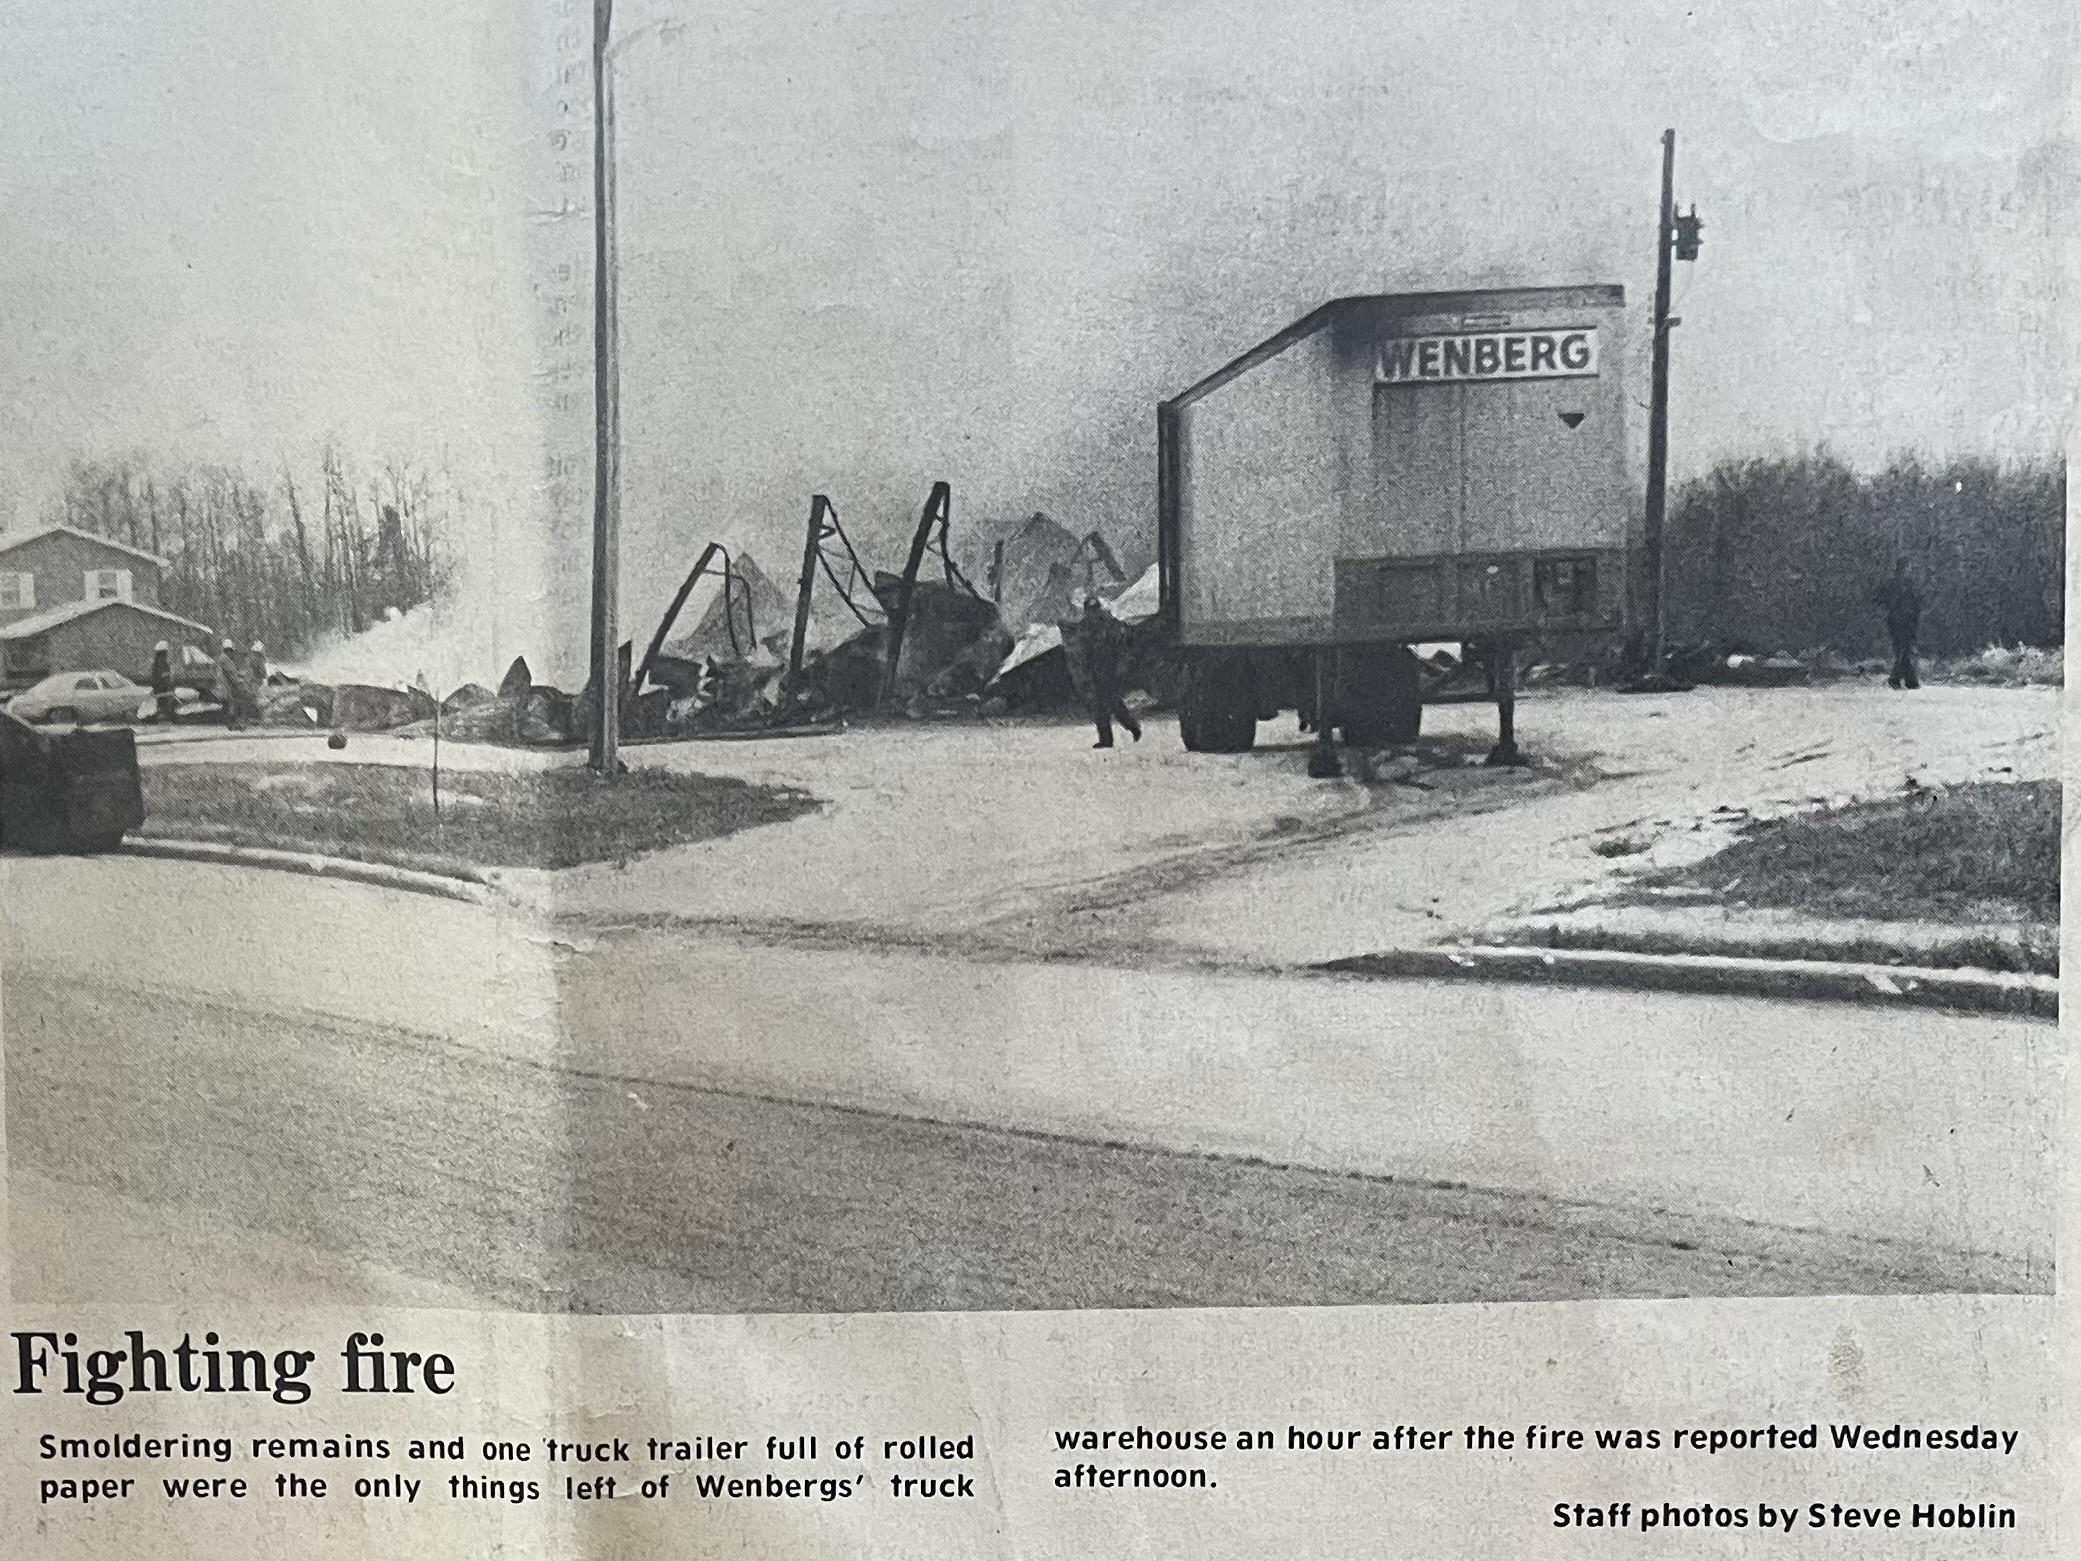 WENBERG
Fighting fire
Smoldering remains and one truck trailer full of rolled
paper were the only things left of Wenbergs' truck
warehouse an hour after the fire was reported Wednesday
afternoon.
Staff photos by Steve Hoblin